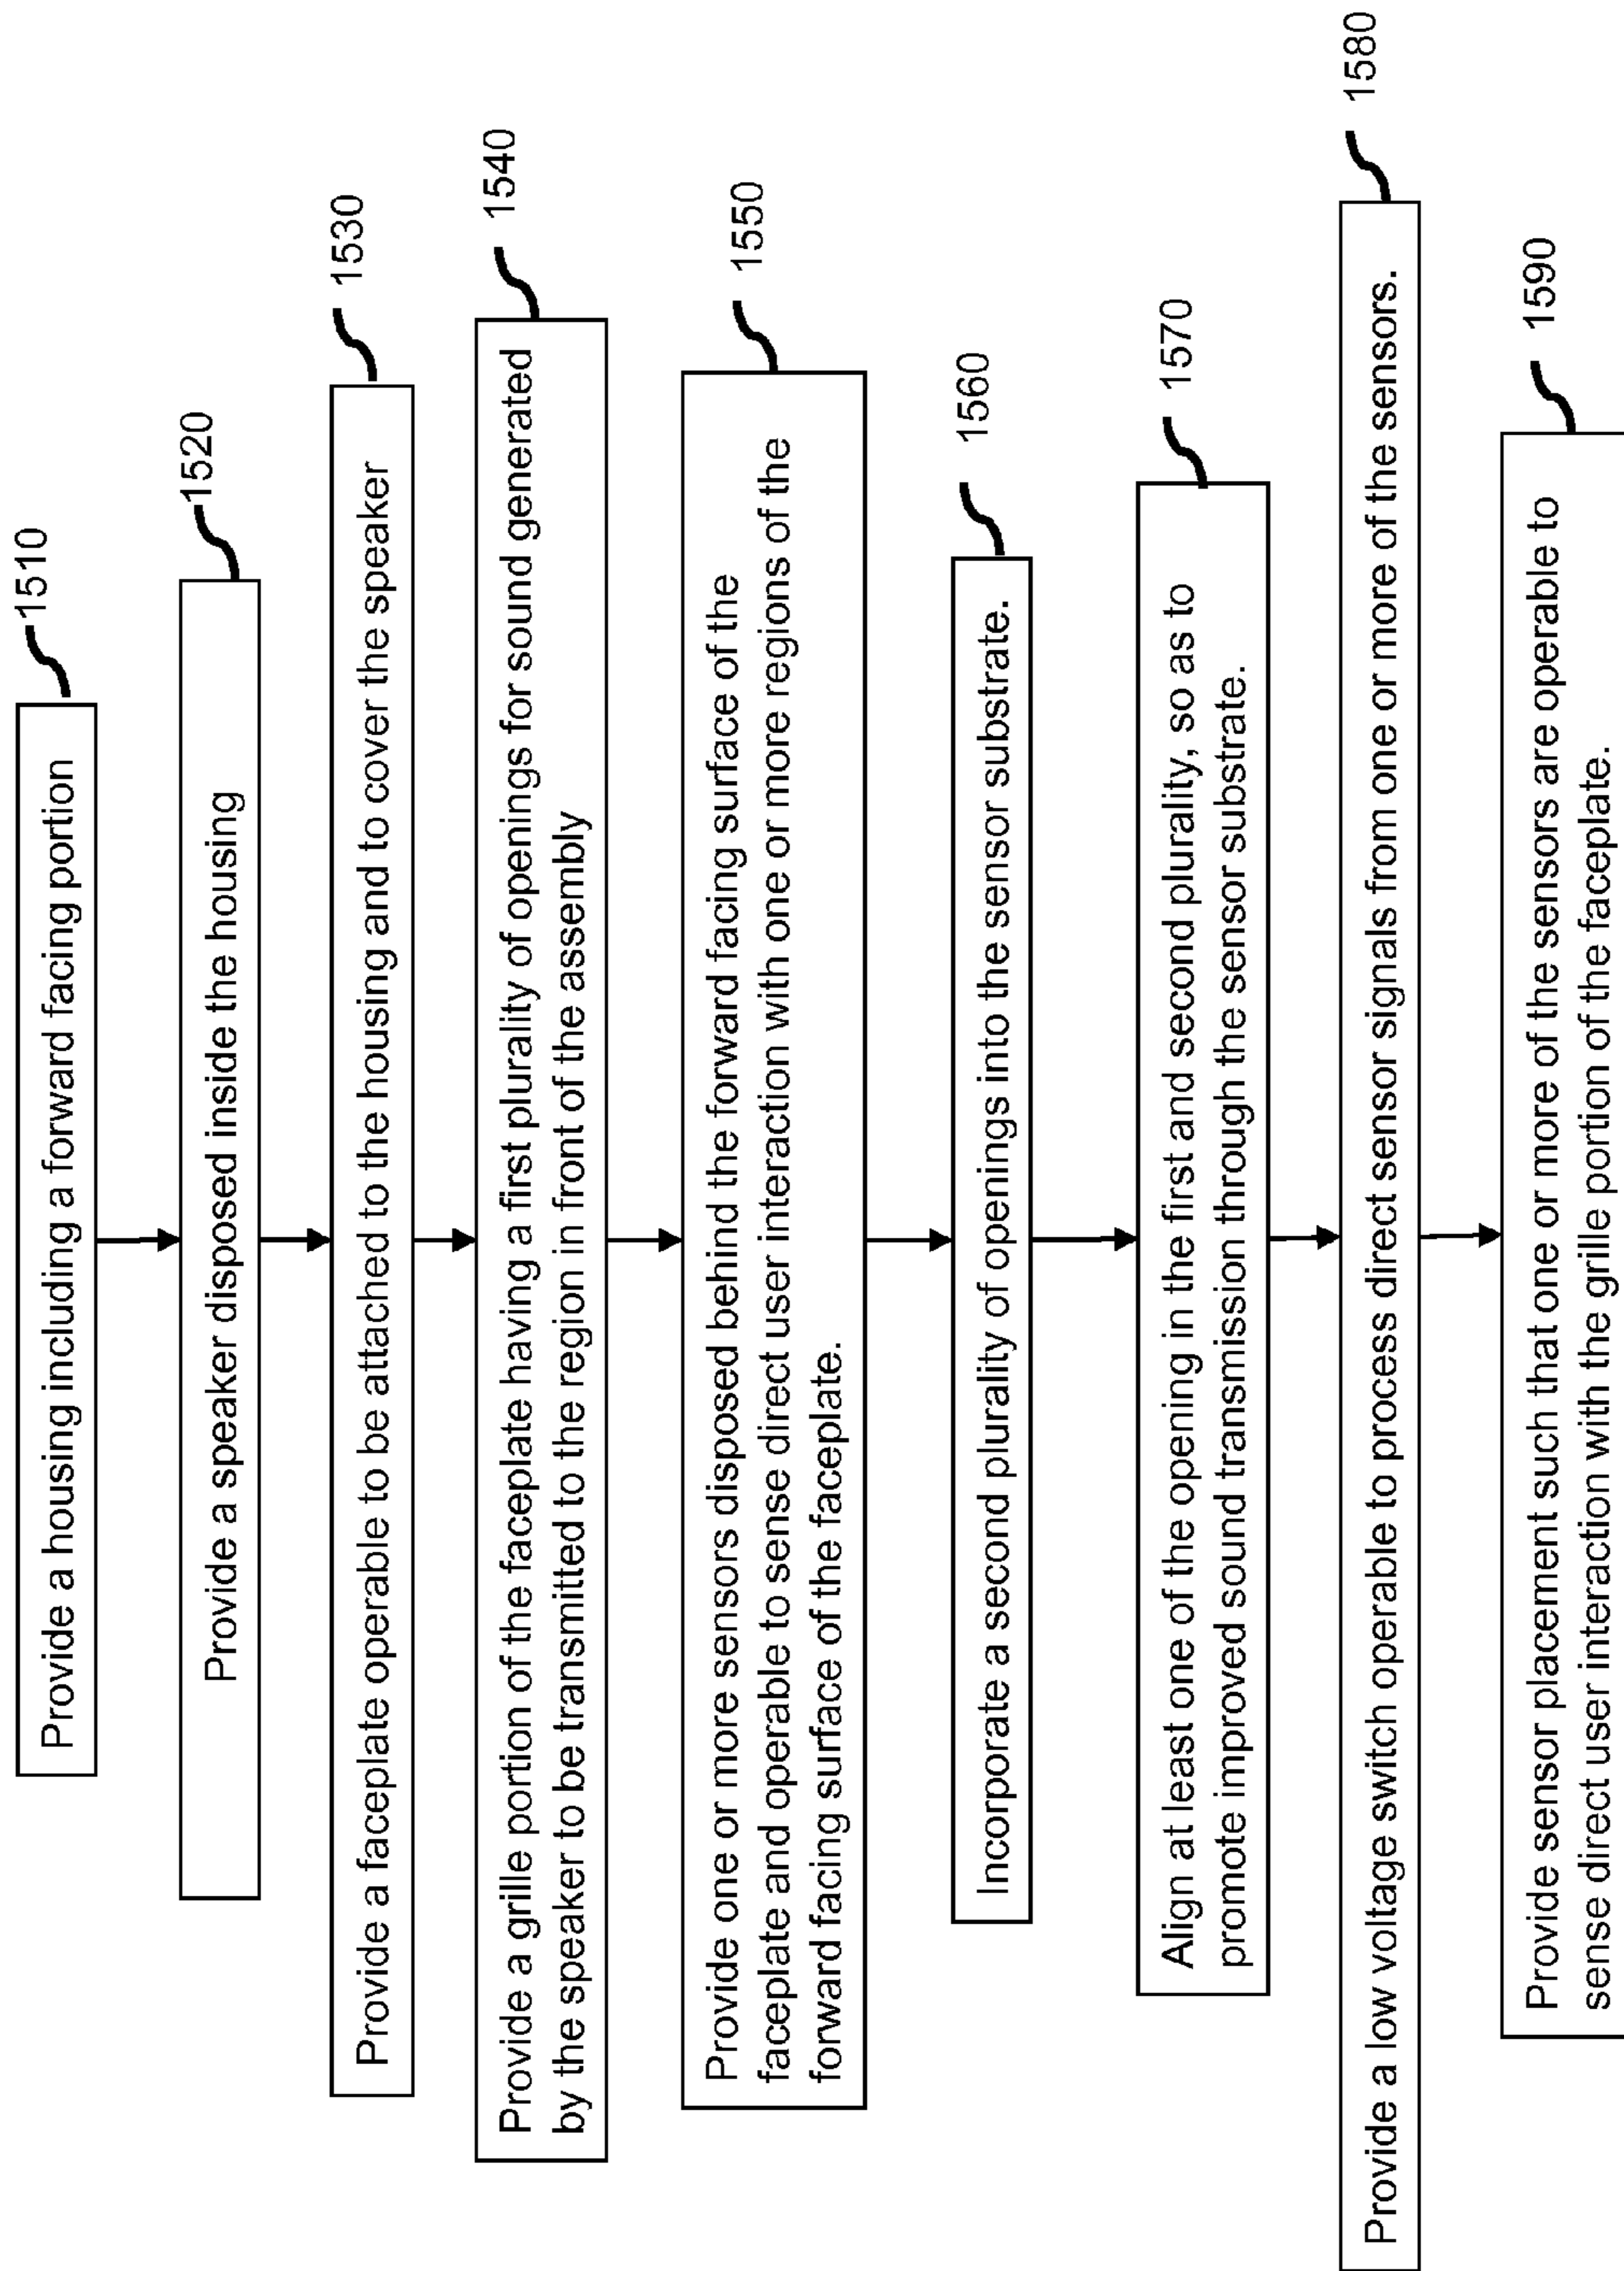 1510
Provide a housing including a forward facing portion
1520
Provide a speaker disposed inside the housing
1530
Provide a faceplate operable to be attached to the housing and to cover the speaker
1540
Provide a grille portion of the faceplate having a first plurality of openings for sound generated
by the speaker to be transmitted to the region in front of the assembly
1550
Provide one or more sensors disposed behind the forward facing surface of the
faceplate and operable to sense direct user interaction with one or more regions of the
forward facing surface of the faceplate.
1560
Incorporate a second plurality of openings into the sensor substrate.
1570
Align at least one of the opening in the first and second plurality, so as to
promote improved sound transmission through the sensor substrate.
1580
Provide a low voltage switch operable to process direct sensor signals from one or more of the sensors.
1590
Provide sensor placement such that one or more of the sensors are operable to
sense direct user interaction with the grille portion of the faceplate.